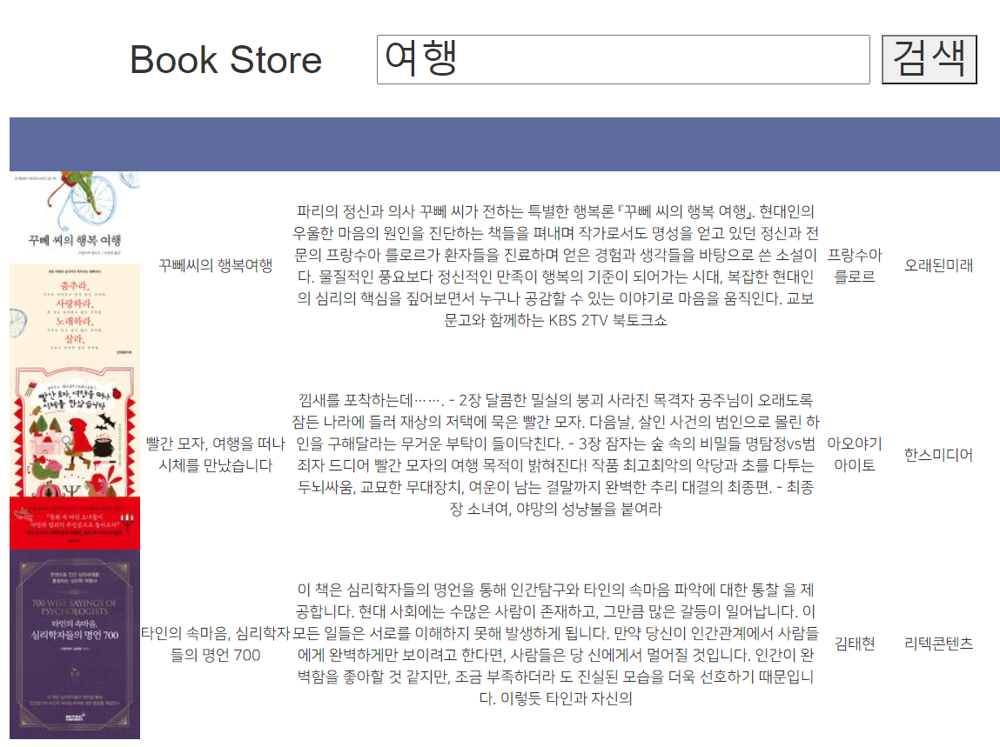 Book Store
여행
검색
꾸뻬 씨의 행복 여행
춤추라,
사랑하라,
노래하라,
살라,
꾸뻬씨의 행복여행
파리의 정신과 의사 꾸뻬 씨가 전하는 특별한 행복론 『꾸뻬 씨의 행복 여행』. 현대인의
우울한 마음의 원인을 진단하는 책들을 펴내며 작가로서도 명성을 얻고 있던 정신과 전
문의 프랑수아 를로르가 환자들을 진료하며 얻은 경험과 생각들을 바탕으로 쓴 소설이
다. 물질적인 풍요보다 정신적인 만족이 행복의 기준이 되어가는 시대, 복잡한 현대인
의 심리의 핵심을 짚어보면서 누구나 공감할 수 있는 이야기로 마음을 움직인다. 교보
문고와 함께하는 KBS 2TV 북토크쇼
프랑수아
를로르
오래된미래
빨간 모자, 여행을 떠나
시체를 만났습니다
빨간 모자, 여행을 떠나
시체를 만났습니다
낌새를 포착하는데……. - 2장 달콤한 밀실의 붕괴 사라진 목격자 공주님이 오래도록
잠든 나라에 들러 재상의 저택에 묵은 빨간 모자. 다음날, 살인 사건의 범인으로 몰린 하
인을 구해달라는 무거운 부탁이 들이닥친다. - 3장 잠자는 숲 속의 비밀들 명탐정vs범
죄자 드디어 빨간 모자의 여행 목적이 밝혀진다! 작품 최고최악의 악당과 초를 다투는
두뇌싸움, 교묘한 무대장치, 여운이 남는 결말까지 완벽한 추리 대결의 최종편. - 최종
장 소녀여, 야망의 성냥불을 붙여라
아오야기
아이토
한스미디어
700 WISE SAYINGS OF
PSYCHOLOGISTS
타인의 속마음,
심리학자들의 명언 700
타인의 속마음, 심리학자
들의 명언 700
이 책은 심리학자들의 명언을 통해 인간탐구와 타인의 속마음 파악에 대한 통찰 을 제
공합니다. 현대 사회에는 수많은 사람이 존재하고, 그만큼 많은 갈등이 일어납니다. 이
모든 일들은 서로를 이해하지 못해 발생하게 됩니다. 만약 당신이 인간관계에서 사람들
에게 완벽하게만 보이려고 한다면, 사람들은 당 신에게서 멀어질 것입니다. 인간이 완
벽함을 좋아할 것 같지만, 조금 부족하더라 도 진실된 모습을 더욱 선호하기 때문입니
다. 이렇듯 타인과 자신의
김태현
리텍콘텐츠